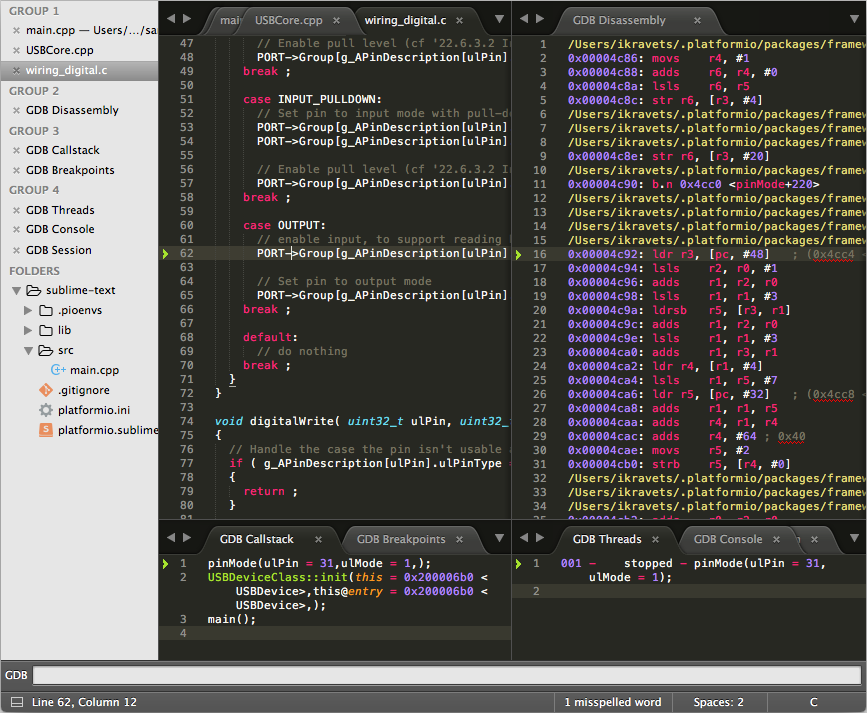 GROUP 1
main.cpp — Users/.../sa
USBCore.cpp
wiring_digital.c
GROUP 2
GDB Disassembly
GROUP 3
GDB Callstack
GDB Breakpoints
GROUP 4
GDB Threads
GDB Console
GDB Session
FOLDERS
sublime-text
.pioenvs
lib
src
main.cpp
.gitignore
platformio.ini
platformio.sublime
mai USBCore.cpp wiring_digital.c
47 // Enable pull level (cf '22.6.3.2 In
48 PORT->Group[g_APinDescription[ulPin]
49 break ;
50
51 case INPUT_PULLDOWN:
52 // Set pin to input mode with pull-do
53 PORT->Group[g_APinDescription[ulPin]
54 PORT->Group[g_APinDescription[ulPin]
55
56 // Enable pull level (cf '22.6.3.2 In
57 PORT->Group[g_APinDescription[ulPin]
58 break ;
59
60 case OUTPUT:
61 // enable input, to support reading
62 PORT->Group[g_APinDescription[ulPin]
63
64 // Set pin to output mode
65 PORT->Group[g_APinDescription[ulPin]
66 break ;
67
68 default:
69 // do nothing
70 break ;
71 }
72 }
73
74 void digitalWrite( uint32_t ulPin, uint32_
75 {
76 // Handle the case the pin isn't usable a
77 if ( g_APinDescription[ulPin].ulPinType =
78 {
79 return ;
80 }
81
GDB Disassembly
1 /Users/ikravets/.platformio/packages/framew
2 0x00004c86: movs r4, #1
3 0x00004c88: adds r6, r4, #0
4 0x00004c8a: lsls r6, r5
5 0x00004c8c: str r6, [r3, #4]
6 /Users/ikravets/.platformio/packages/framew
7 /Users/ikravets/.platformio/packages/framew
8 /Users/ikravets/.platformio/packages/framew
9 0x00004c8e: str r6, [r3, #20]
10 /Users/ikravets/.platformio/packages/framew
11 0x00004c90: b.n 0x4cc0 <pinMode+220>
12 /Users/ikravets/.platformio/packages/framew
13 /Users/ikravets/.platformio/packages/framew
14 /Users/ikravets/.platformio/packages/framew
15 /Users/ikravets/.platformio/packages/framew
16 0x00004c92: ldr r3, [pc, #48] ; (0x4cc4
17 0x00004c94: lsls r2, r0, #1
18 0x00004c96: adds r1, r2, r0
19 0x00004c98: lsls r1, r1, #3
20 0x00004c9a: ldrsb r5, [r3, r1]
21 0x00004c9c: adds r1, r2, r0
22 0x00004c9e: lsls r1, r1, #3
23 0x00004ca0: adds r1, r3, r1
24 0x00004ca2: ldr r4, [r1, #4]
25 0x00004ca4: lsls r1, r5, #7
26 0x00004ca6: ldr r5, [pc, #32] ; (0x4cc8
27 0x00004ca8: adds r1, r1, r5
28 0x00004caa: adds r4, r1, r4
29 0x00004cac: adds r4, #64 ; 0x40
30 0x00004cae: movs r5, #2
31 0x00004cb0: strb r5, [r4, #0]
32 /Users/ikravets/.platformio/packages/framew
33 /Users/ikravets/.platformio/packages/framew
34 /Users/ikravets/.platformio/packages/framew
GDB Callstack GDB Breakpoints
1 pinMode(ulPin = 31,ulMode = 1,);
2 USBDeviceClass::init(this = 0x200006b0 <
USBDevice>,this@entry = 0x200006b0 <
USBDevice>,);
3 main();
4
GDB Threads GDB Console
1 001 - stopped - pinMode(ulPin = 31,
ulMode = 1);
2
GDB
Line 62, Column 12 1 misspelled word Spaces: 2 C